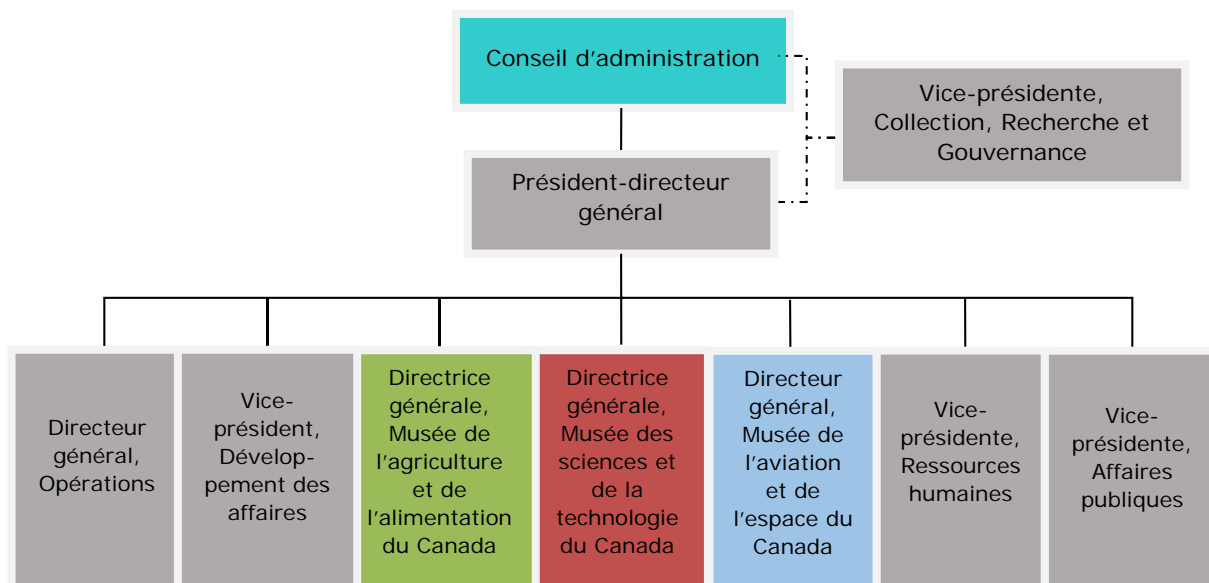 Conseil d'administration
Vice-présidente,
Collection, Recherche et
Gouvernance
Président-directeur
général
Directeur
général,
Opérations
Vice-
président,
Dévelop-
pement des
affaires
Directrice
générale,
Musée de
l'agriculture
et de
l'alimentation
du Canada
Directrice
générale,
Musée des
sciences et
de la
technologie
du Canada
Directeur
général,
Musée de
l'aviation
et de
l'espace du
Canada
Vice-
présidente,
Ressources
humaines
Vice-
présidente,
Affaires
publiques